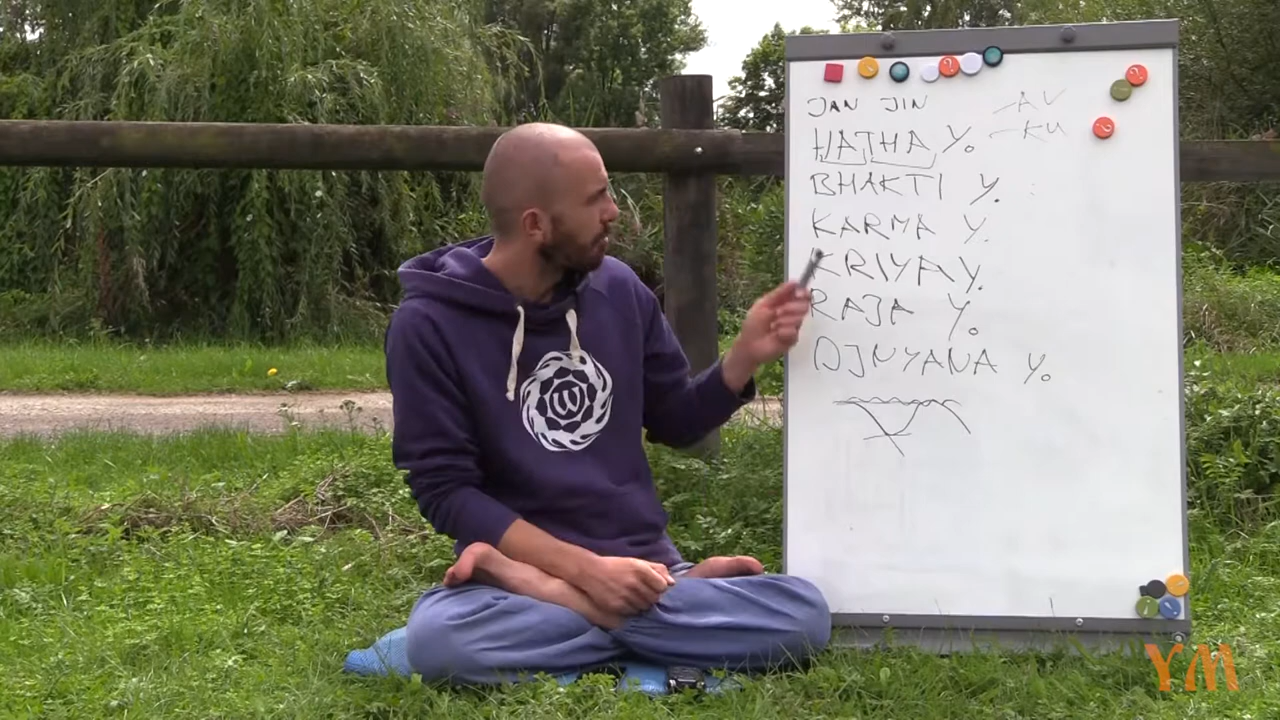 JAN JIN - AV
HATHA Y. - KU
BHAKTI Y.
KARMA Y.
KRIYA Y.
RAJA Y.
DJNYANA Y.
W
YM